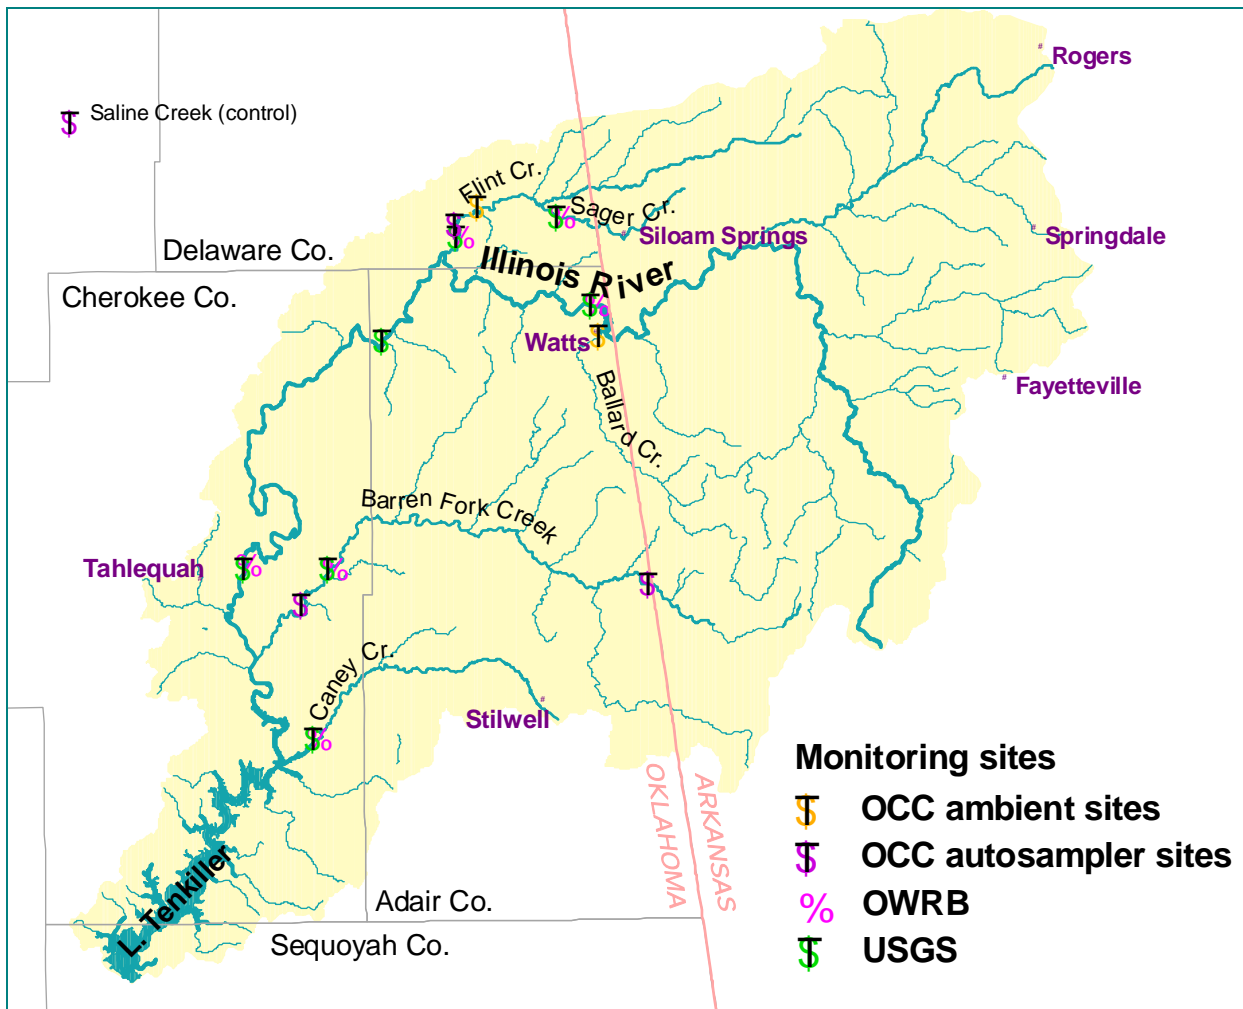 Rogers
Saline Creek (control)
Flint Cr.
Sager Cr.
Siloam Springs
Springdale
Delaware Co.
Illinois River
Cherokee Co.
Watts
Fayetteville
Ballard Cr.
Barren Fork Creek
Tahlequah
Caney Cr.
Stilwell
OKLAHOMA
ARKANSAS
Monitoring sites
OCC ambient sites
OCC autosampler sites
% OWRB
USGS
L. Tenkiller
Adair Co.
Sequoyah Co.